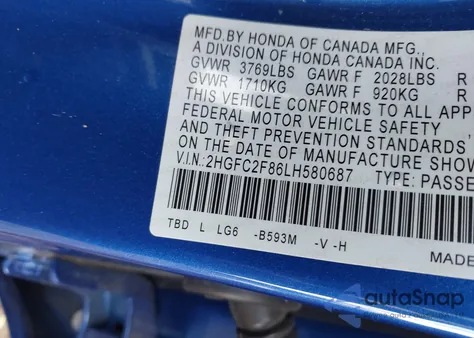 MFD.BY HONDA OF CANADA MFG.,
A DIVISION OF HONDA CANADA INC.
GVWR 3769LBS GAWR F 2028LBS R
GVWR 1710KG GAWR F 920KG R
THIS VEHICLE CONFORMS TO ALL APP
FEDERAL MOTOR VEHICLE SAFETY
AND THEFT PREVENTION STANDARDS
ON THE DATE OF MANUFACTURE SHOW
V.I.N.:2HGFC2F86LH580687 TYPE: PASSE
TBD L LG6 -B593M -V -H
MADE
autoSnap